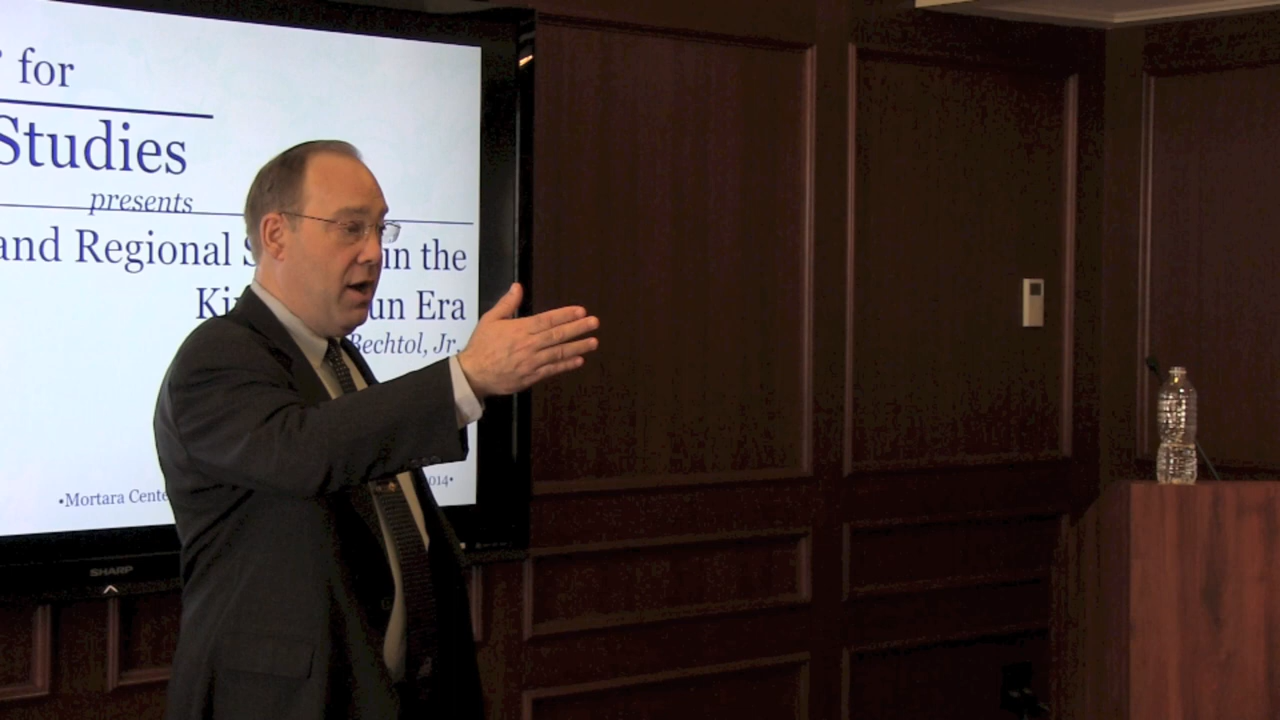 for
Studies
presents
and Regional S in the
Ki un Era
Bechtol, Jr.
•Mortara Cente 014•
SHARP